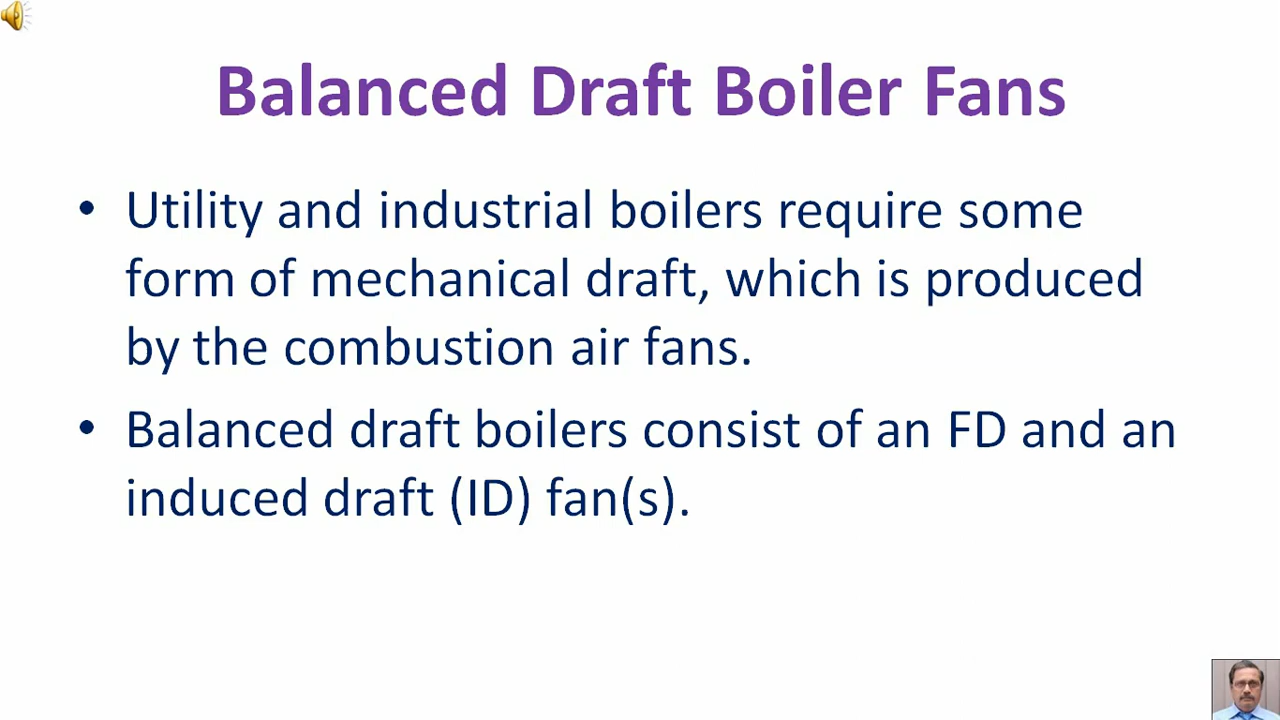 Balanced Draft Boiler Fans
• Utility and industrial boilers require some
form of mechanical draft, which is produced
by the combustion air fans.
• Balanced draft boilers consist of an FD and an
induced draft (ID) fan(s).